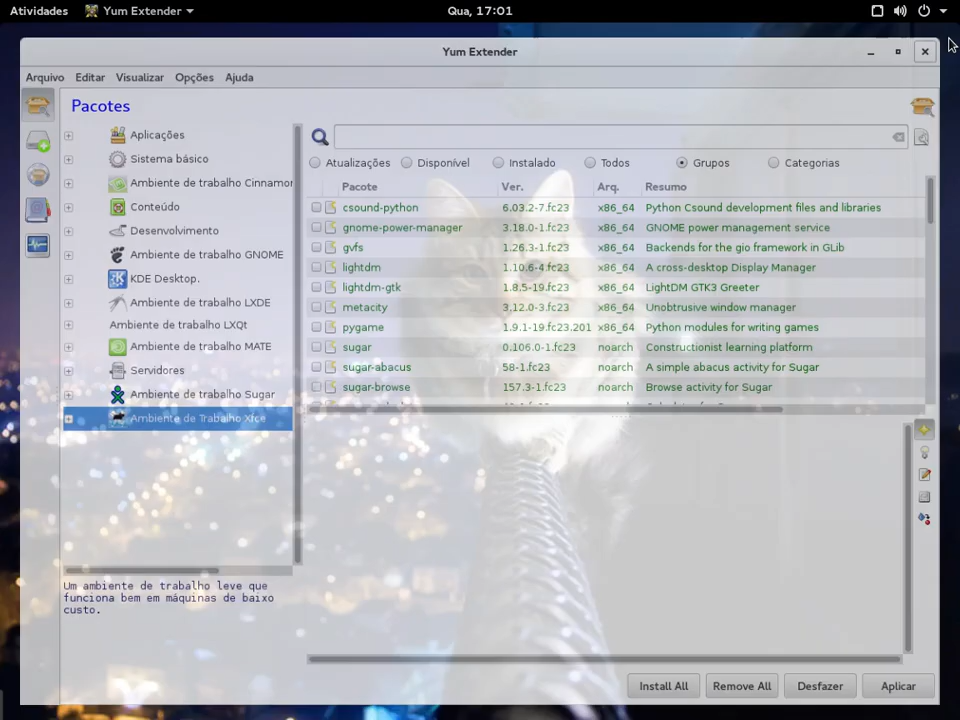 Atividades
Yum Extender
Qua, 17:01
Yum Extender
Arquivo Editar Visualizar Opções Ajuda
Pacotes
Aplicações
Sistema básico
Ambiente de trabalho Cinnamor
Conteúdo
Desenvolvimento
Ambiente de trabalho GNOME
KDE Desktop.
Ambiente de trabalho LXDE
Ambiente de trabalho LXQt
Ambiente de trabalho MATE
Servidores
Ambiente de trabalho Sugar
Ambiente de Trabalho Xfce
Um ambiente de trabalho leve que
funciona bem em máquinas de baixo
custo.
Atualizações Disponível Instalado Todos Grupos Categorias
Pacote Ver. Arq. Resumo
csound-python 6.03.2-7.fc23 x86_64 Python Csound development files and libraries
gnome-power-manager 3.18.0-1.fc23 x86_64 GNOME power management service
gvfs 1.26.3-1.fc23 x86_64 Backends for the gio framework in GLib
lightdm 1.10.6-4.fc23 x86_64 A cross-desktop Display Manager
lightdm-gtk 1.8.5-19.fc23 x86_64 LightDM GTK3 Greeter
metacity 3.12.0-3.fc23 x86_64 Unobtrusive window manager
pygame 1.9.1-19.fc23.201 x86_64 Python modules for writing games
sugar 0.106.0-1.fc23 noarch Constructionist learning platform
sugar-abacus 58-1.fc23 noarch A simple abacus activity for Sugar
sugar-browse 157.3-1.fc23 noarch Browse activity for Sugar
Install All Remove All Desfazer Aplicar